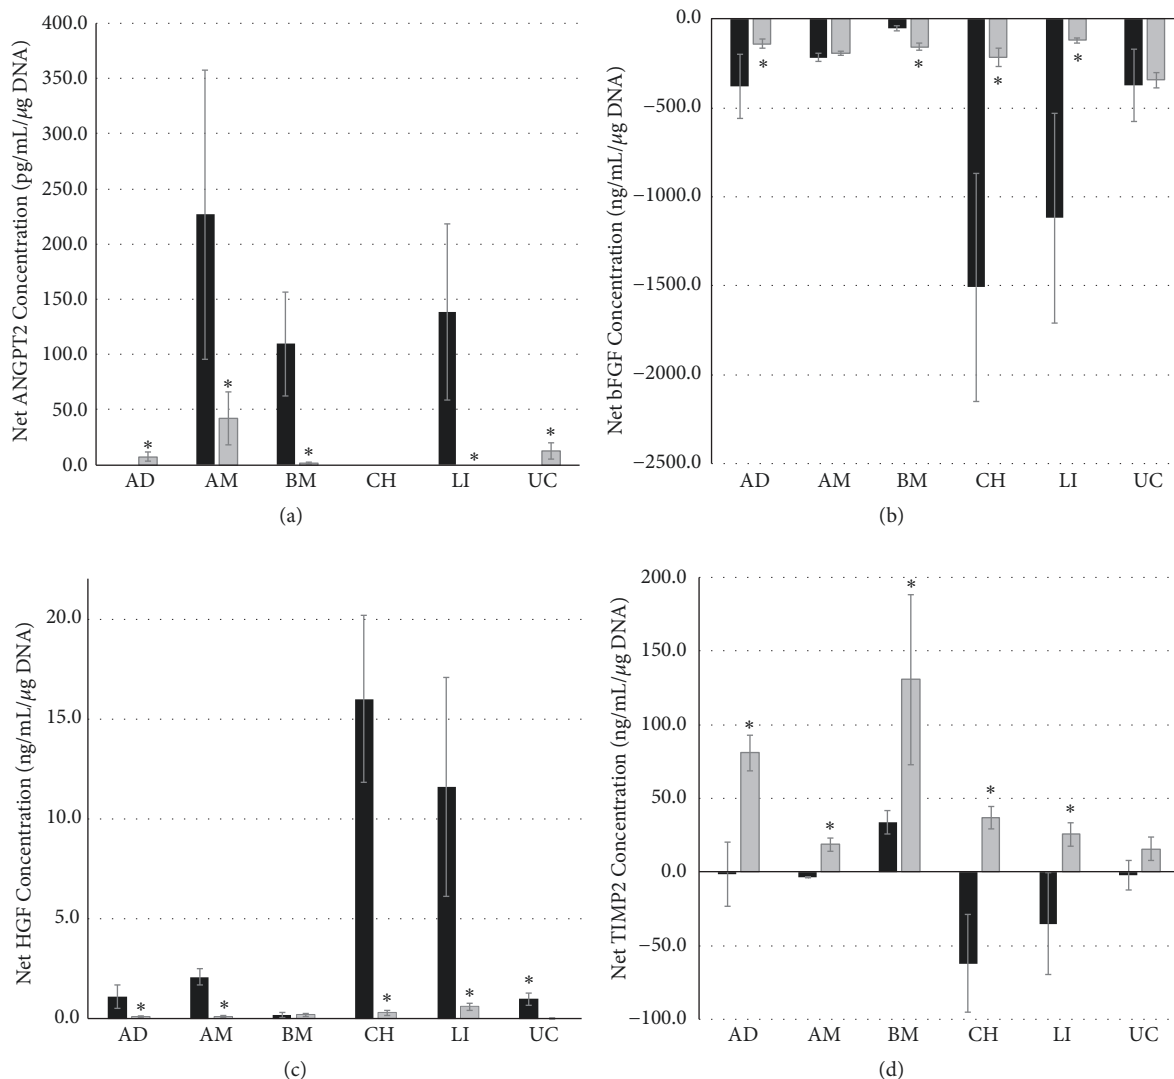 400.0
350.0
300.0
250.0
200.0
150.0
100.0
50.0
0.0
Net ANGPT2 Concentration (pg/mL/μg DNA)
* * * * *
AD AM BM CH LI UC
(a)
0.0
−500.0
−1000.0
−1500.0
−2000.0
−2500.0
Net bFGF Concentration (ng/mL/μg DNA)
* * * *
AD AM BM CH LI UC
(b)
20.0
15.0
10.0
5.0
0.0
Net HGF Concentration (ng/mL/μg DNA)
* * * * *
AD AM BM CH LI UC
(c)
200.0
150.0
100.0
50.0
0.0
−50.0
−100.0
Net TIMP2 Concentration (ng/mL/μg DNA)
* * * * *
AD AM BM CH LI UC
(d)